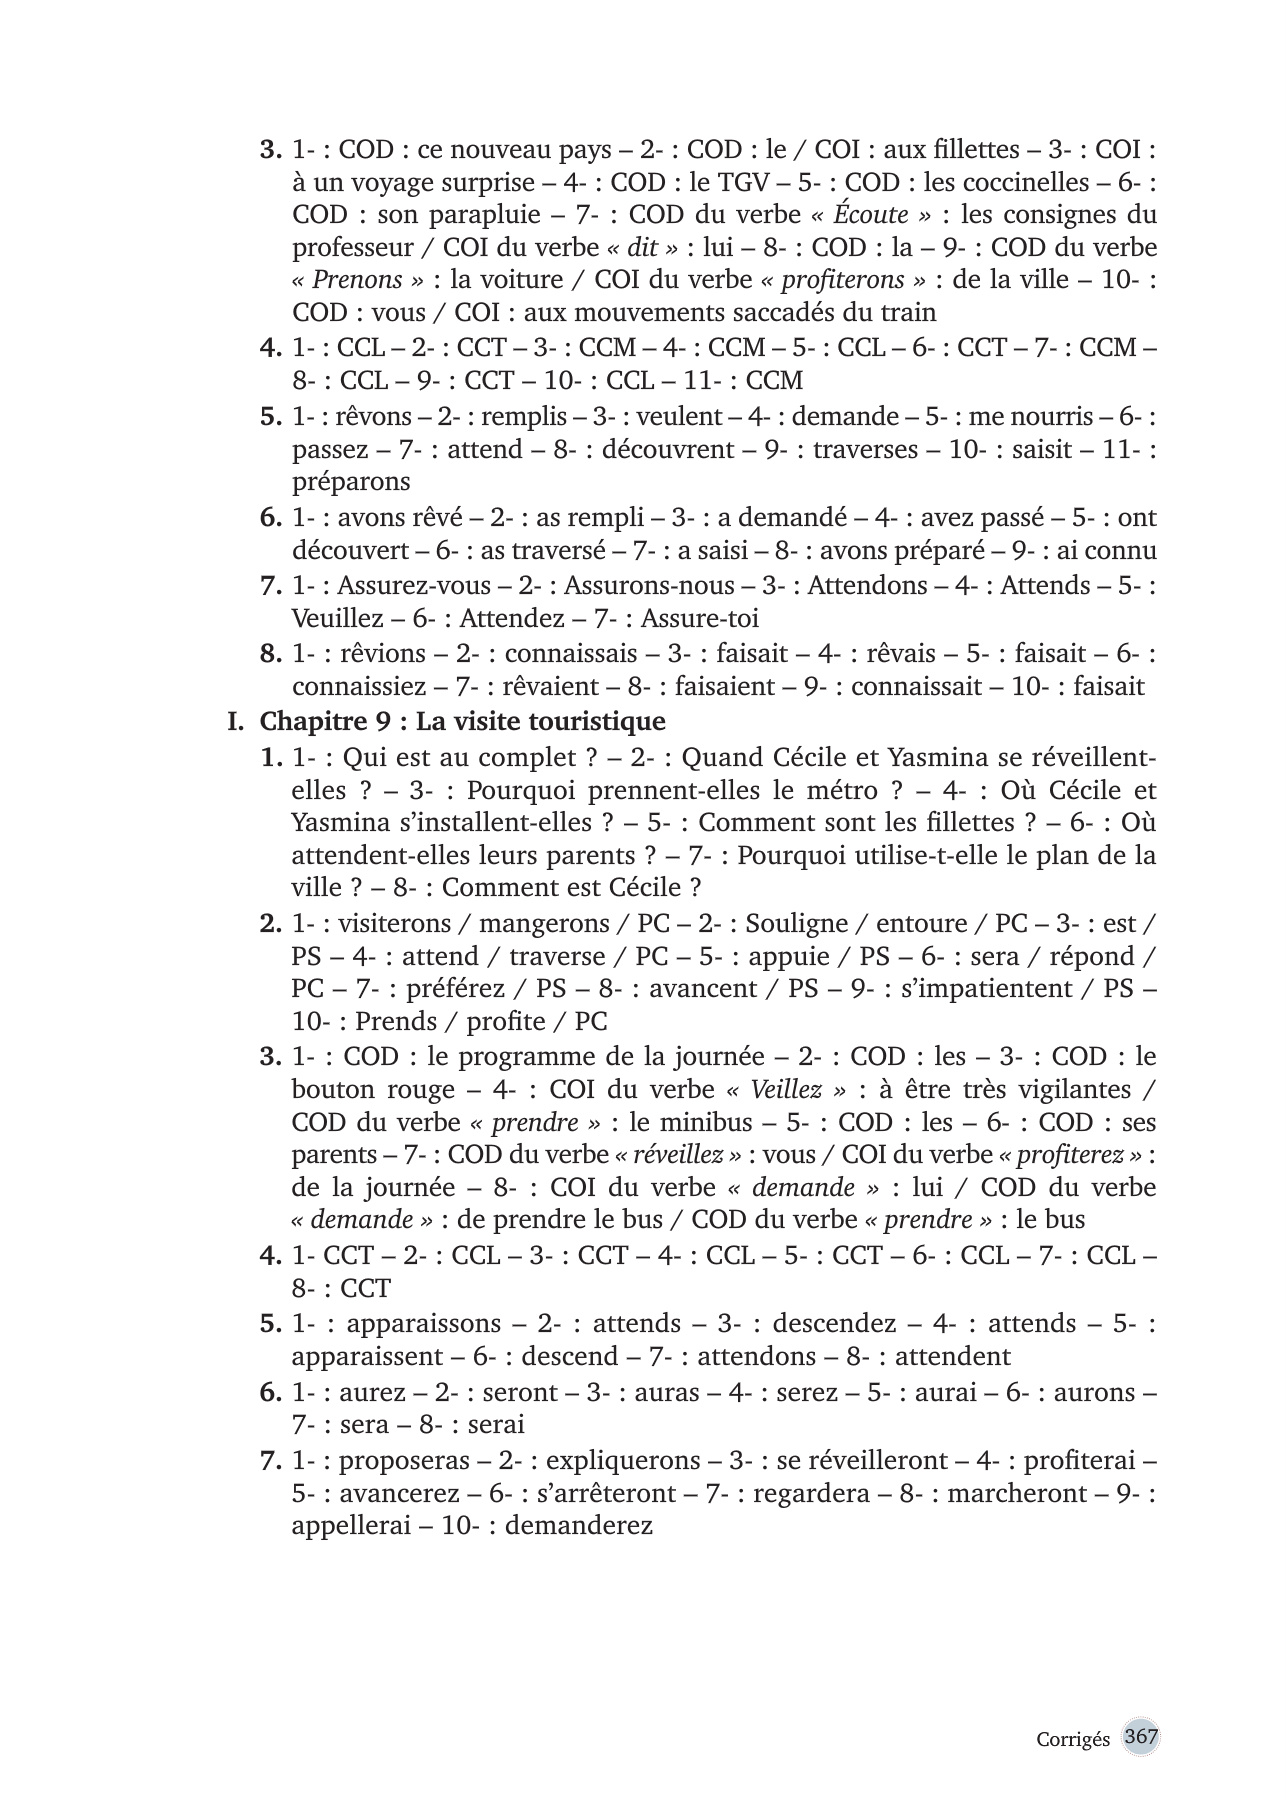 3. 1- : COD : ce nouveau pays – 2- : COD : le / COI : aux fillettes – 3- : COI :
à un voyage surprise – 4- : COD : le TGV – 5- : COD : les coccinelles – 6- :
COD : son parapluie – 7- : COD du verbe « Écoute » : les consignes du
professeur / COI du verbe « dit » : lui – 8- : COD : la – 9- : COD du verbe
« Prenons » : la voiture / COI du verbe « profiterons » : de la ville – 10- :
COD : vous / COI : aux mouvements saccadés du train
4. 1- : CCL – 2- : CCT – 3- : CCM – 4- : CCM – 5- : CCL – 6- : CCT – 7- : CCM –
8- : CCL – 9- : CCT – 10- : CCL – 11- : CCM
5. 1- : rêvons – 2- : remplis – 3- : veulent – 4- : demande – 5- : me nourris – 6- :
passez – 7- : attend – 8- : découvrent – 9- : traverses – 10- : saisit – 11- :
préparons
6. 1- : avons rêvé – 2- : as rempli – 3- : a demandé – 4- : avez passé – 5- : ont
découvert – 6- : as traversé – 7- : a saisi – 8- : avons préparé – 9- : ai connu
7. 1- : Assurez-vous – 2- : Assurons-nous – 3- : Attendons – 4- : Attends – 5- :
Veuillez – 6- : Attendez – 7- : Assure-toi
8. 1- : rêvions – 2- : connaissais – 3- : faisait – 4- : rêvais – 5- : faisait – 6- :
connaissiez – 7- : rêvaient – 8- : faisaient – 9- : connaissait – 10- : faisait
I. Chapitre 9 : La visite touristique
1. 1- : Qui est au complet ? – 2- : Quand Cécile et Yasmina se réveillent-
elles ? – 3- : Pourquoi prennent-elles le métro ? – 4- : Où Cécile et
Yasmina s’installent-elles ? – 5- : Comment sont les fillettes ? – 6- : Où
attendent-elles leurs parents ? – 7- : Pourquoi utilise-t-elle le plan de la
ville ? – 8- : Comment est Cécile ?
2. 1- : visiterons / mangerons / PC – 2- : Souligne / entoure / PC – 3- : est /
PS – 4- : attend / traverse / PC – 5- : appuie / PS – 6- : sera / répond /
PC – 7- : préférez / PS – 8- : avancent / PS – 9- : s’impatientent / PS –
10- : Prends / profite / PC
3. 1- : COD : le programme de la journée – 2- : COD : les – 3- : COD : le
bouton rouge – 4- : COI du verbe « Veillez » : à être très vigilantes /
COD du verbe « prendre » : le minibus – 5- : COD : les – 6- : COD : ses
parents – 7- : COD du verbe « réveillez » : vous / COI du verbe « profiterez » :
de la journée – 8- : COI du verbe « demande » : lui / COD du verbe
« demande » : de prendre le bus / COD du verbe « prendre » : le bus
4. 1- CCT – 2- : CCL – 3- : CCT – 4- : CCL – 5- : CCT – 6- : CCL – 7- : CCL –
8- : CCT
5. 1- : apparaissons – 2- : attends – 3- : descendez – 4- : attends – 5- :
apparaissent – 6- : descend – 7- : attendons – 8- : attendent
6. 1- : aurez – 2- : seront – 3- : auras – 4- : serez – 5- : aurai – 6- : aurons –
7- : sera – 8- : serai
7. 1- : proposeras – 2- : expliquerons – 3- : se réveilleront – 4- : profiterai –
5- : avancerez – 6- : s’arrêteront – 7- : regardera – 8- : marcheront – 9- :
appellerai – 10- : demanderez
Corrigés 367